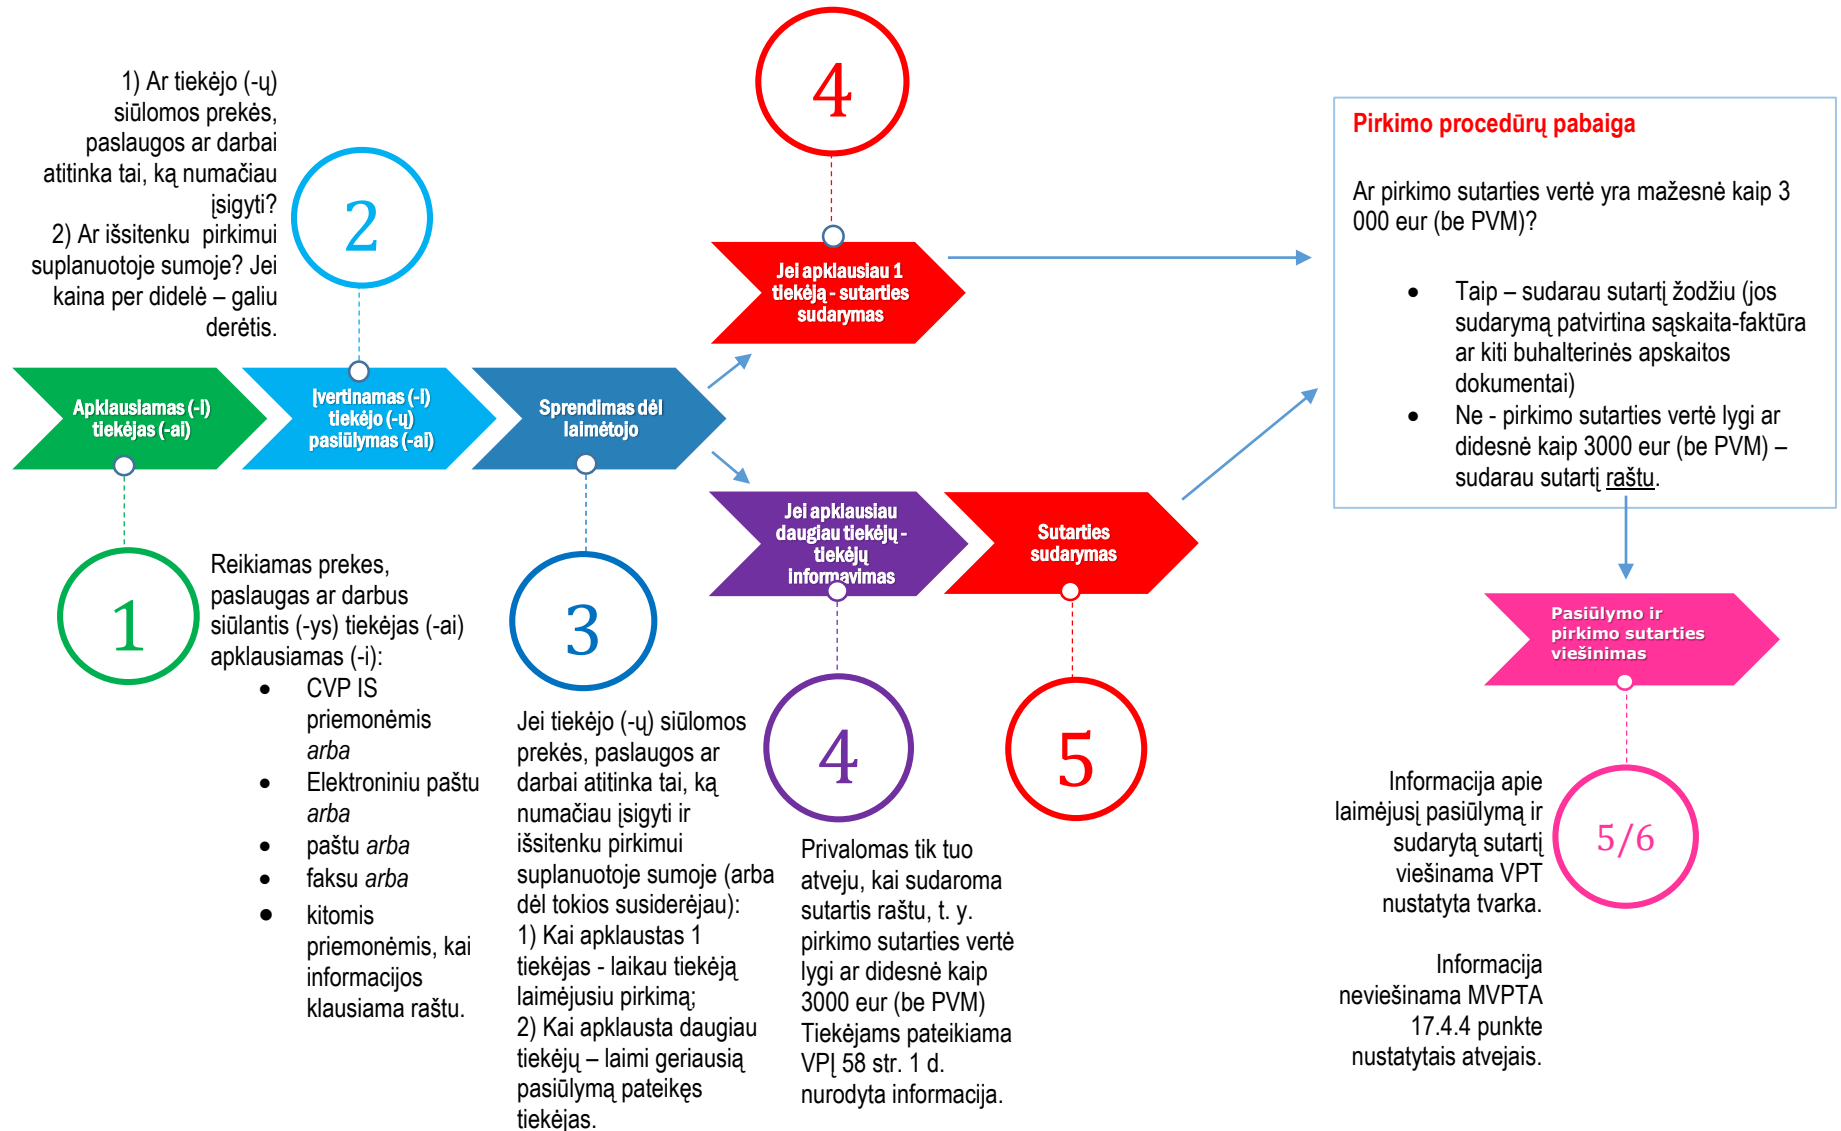 1) Ar tiekėjo (-ų)
siūlomos prekės,
paslaugos ar darbai
atitinka tai, ką numačiau
įsigyti?
2) Ar išsitenku pirkimui
suplanuotoje sumoje? Jei
kaina per didelė – galiu
derėtis.
2
4
Apklausiamas (-i)
tiekėjas (-ai)
Įvertinamas (-i)
tiekėjo (-ų)
pasiūlymas (-ai)
Sprendimas dėl
laimėtojo
Jei apklausiau 1
tiekėją - sutarties
sudarymas
Jei apklausiau
daugiau tiekėjų -
tiekėjų
informavimas
Sutarties
sudarymas
1
Reikiamas prekes,
paslaugas ar darbus
siūlantis (-ys) tiekėjas (-ai)
apklausiamas (-i):
• CVP IS
priemonėmis
arba
• Elektroniniu paštu
arba
• paštu arba
• faksu arba
• kitomis
priemonėmis, kai
informacijos
klausiama raštu.
3
Jei tiekėjo (-ų) siūlomos
prekės, paslaugos ar
darbai atitinka tai, ką
numačiau įsigyti ir
išsitenku pirkimui
suplanuotoje sumoje (arba
dėl tokios susiderėjau):
1) Kai apklaustas 1
tiekėjas - laikau tiekėją
laimėjusiu pirkimą;
2) Kai apklausta daugiau
tiekėjų – laimi geriausią
pasiūlymą pateikęs
tiekėjas.
4
Privalomas tik tuo
atveju, kai sudaroma
sutartis raštu, t. y.
pirkimo sutarties vertė
lygi ar didesnė kaip
3000 eur (be PVM)
Tiekėjams pateikiama
VPĮ 58 str. 1 d.
nurodyta informacija.
5
Pirkimo procedūrų pabaiga
Ar pirkimo sutarties vertė yra mažesnė kaip 3
000 eur (be PVM)?
• Taip – sudarau sutartį žodžiu (jos
sudarymą patvirtina sąskaita-faktūra
ar kiti buhalterinės apskaitos
dokumentai)
• Ne - pirkimo sutarties vertė lygi ar
didesnė kaip 3000 eur (be PVM) –
sudarau sutartį raštu.
Pasiūlymo ir
pirkimo sutarties
viešinimas
5/6
Informacija apie
laimėjusį pasiūlymą ir
sudarytą sutartį
viešinama VPT
nustatyta tvarka.
Informacija
neviešinama MVPTA
17.4.4 punkte
nustatytais atvejais.